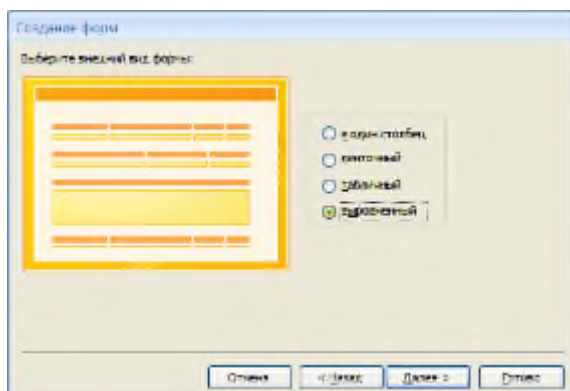 Создание форм
Выберите внешний вид формы:
в один столбец
ленточный
табличный
выровненный
Отмена
< Назад
Далее >
Готово